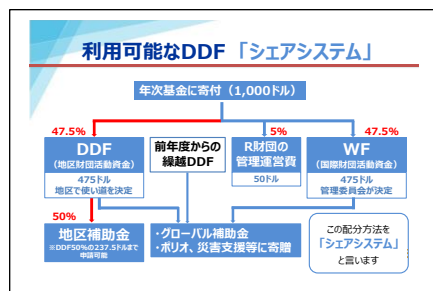 利用可能なDDF 「シェアシステム」
年次基金に寄付（1,000ドル）
47.5%
5%
47.5%
DDF
（地区財団活動資金）
475ドル
地区で使い道を決定
前年度からの
繰越DDF
R財団の
管理運営費
50ドル
WF
（国際財団活動資金）
475ドル
管理委員会が決定
50%
地区補助金
※DDF50%の237.5ドルまで
申請可能
・グローバル補助金
・ポリオ、災害支援等に寄贈
この配分方法を
「シェアシステム」
と言います